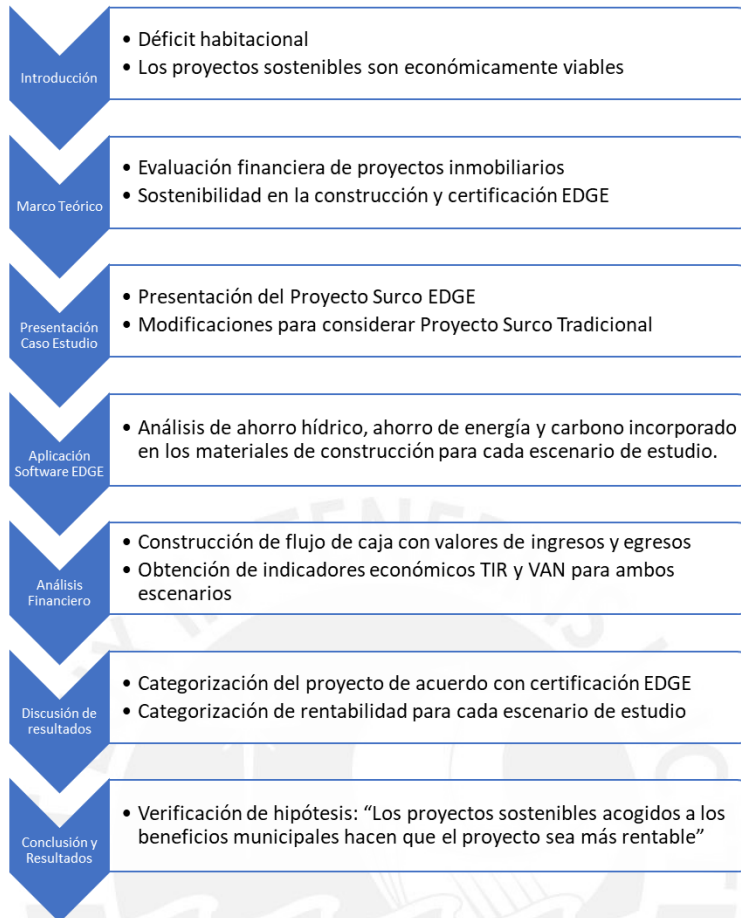 Introducción
• Déficit habitacional
• Los proyectos sostenibles son económicamente viables
Marco Teórico
• Evaluación financiera de proyectos inmobiliarios
• Sostenibilidad en la construcción y certificación EDGE
Presentación
Caso Estudio
• Presentación del Proyecto Surco EDGE
• Modificaciones para considerar Proyecto Surco Tradicional
Aplicación
Software EDGE
• Análisis de ahorro hídrico, ahorro de energía y carbono incorporado
en los materiales de construcción para cada escenario de estudio.
Análisis
Financiero
• Construcción de flujo de caja con valores de ingresos y egresos
• Obtención de indicadores económicos TIR y VAN para ambos
escenarios
Discusión de
resultados
• Categorización del proyecto de acuerdo con certificación EDGE
• Categorización de rentabilidad para cada escenario de estudio
Conclusión y
Resultados
• Verificación de hipótesis: “Los proyectos sostenibles acogidos a los
beneficios municipales hacen que el proyecto sea más rentable”